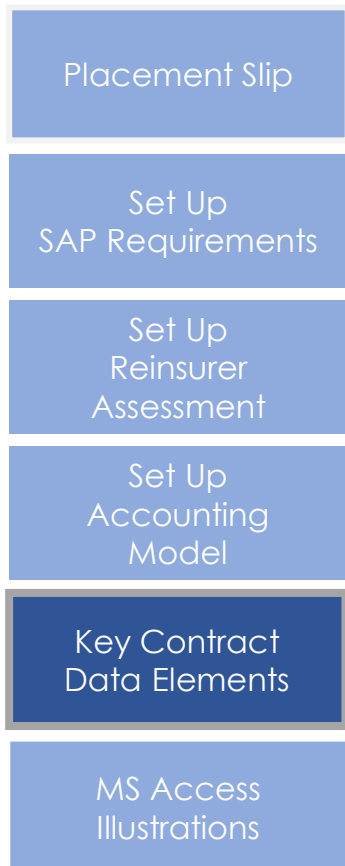 Placement Slip
Set Up
SAP Requirements
Set Up
Reinsurer
Assessment
Set Up
Accounting
Model
Key Contract
Data Elements
MS Access
Illustrations